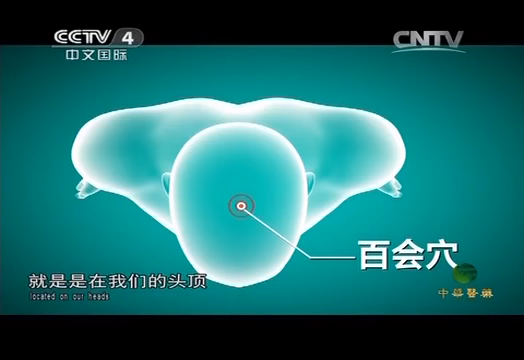 CCTV 4
中文国际
CNTV
百会穴
就是是在我们的头顶
located on our heads
中华醫藥